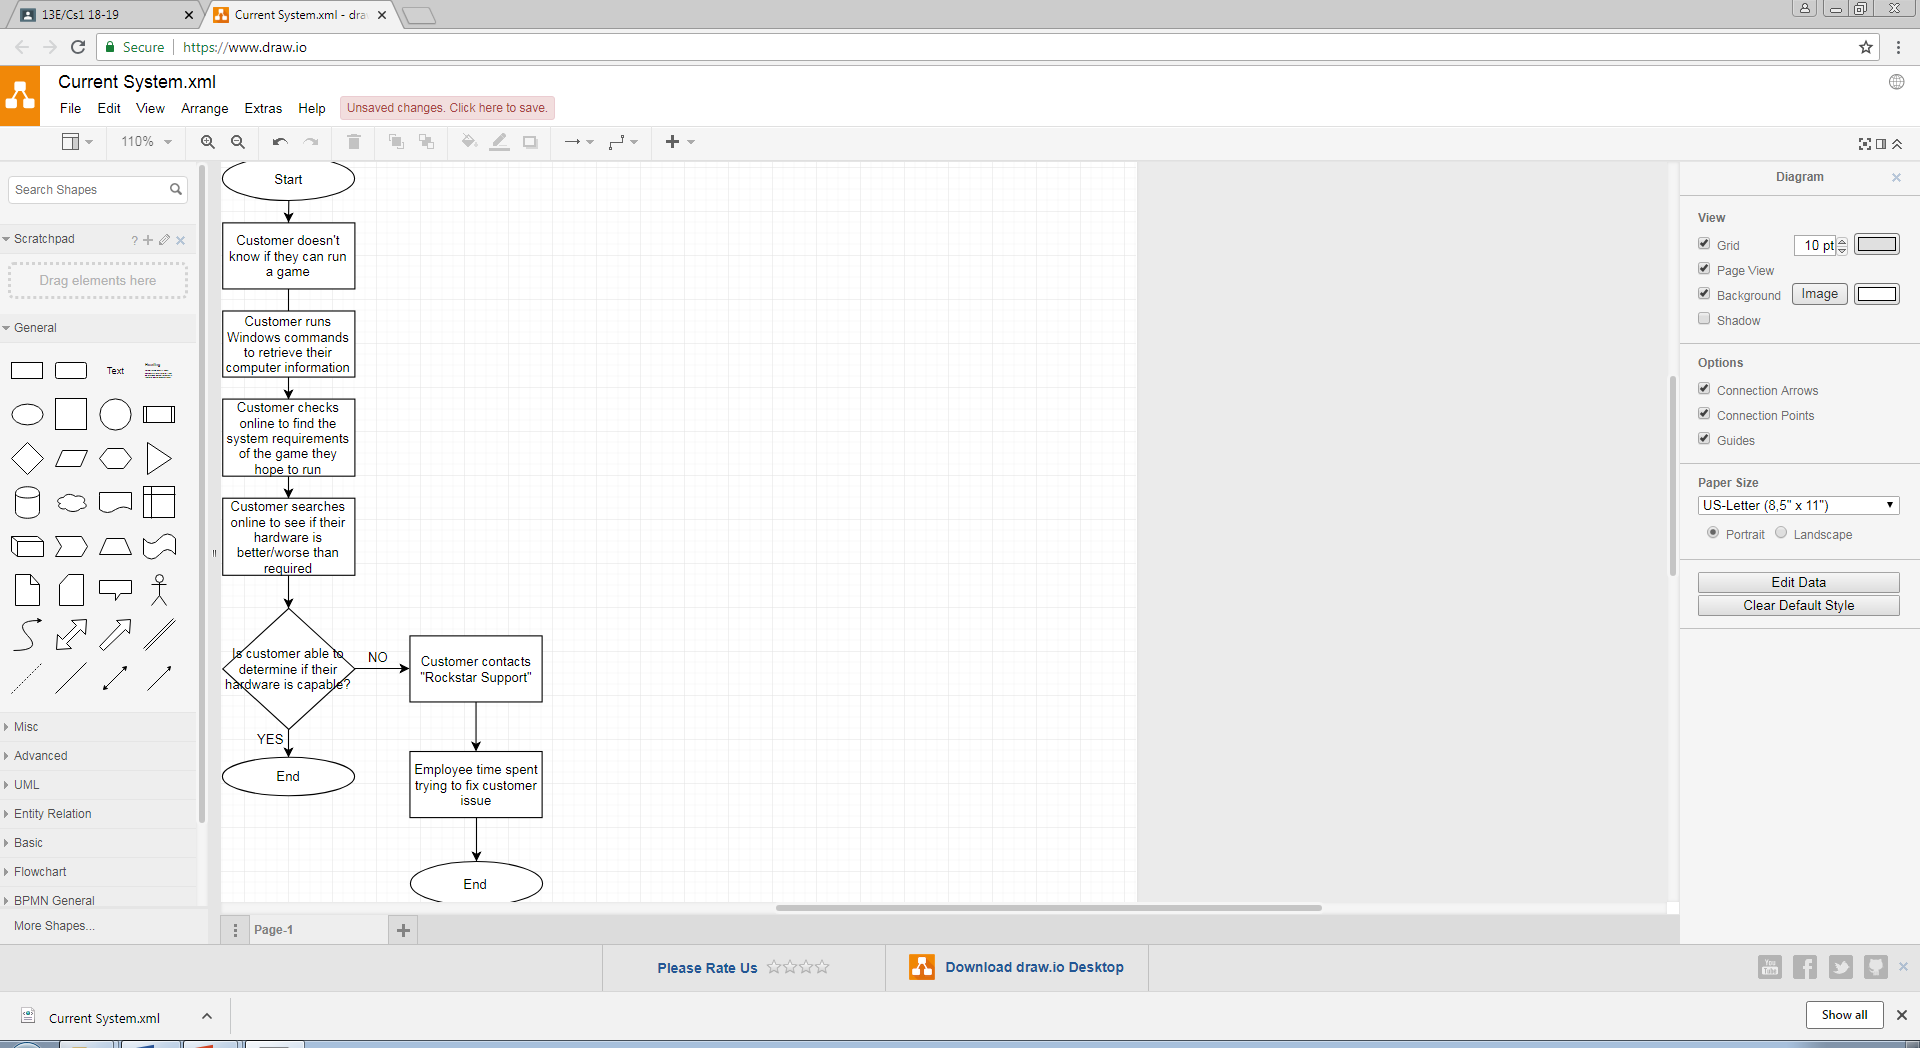 13E/Cs1 18-19
Current System.xml - dra
Secure
https://www.draw.io
Current System.xml
File Edit View Arrange Extras Help
Unsaved changes. Click here to save.
110%
Search Shapes
Scratchpad
?
Drag elements here
General
Text
Heading
Misc
Advanced
UML
Entity Relation
Basic
Flowchart
BPMN General
More Shapes...
Start
Customer doesn't
know if they can run
a game
Customer runs
Windows commands
to retrieve their
computer information
Customer checks
online to find the
system requirements
of the game they
hope to run
Customer searches
online to see if their
hardware is
better/worse than
required
Is customer able to
determine if their
hardware is capable?
NO
YES
End
Customer contacts
"Rockstar Support"
Employee time spent
trying to fix customer
issue
End
Page-1
Diagram
View
Grid
10 pt
Page View
Background
Image
Shadow
Options
Connection Arrows
Connection Points
Guides
Paper Size
US-Letter (8,5" x 11")
Portrait
Landscape
Edit Data
Clear Default Style
Please Rate Us
Download draw.io Desktop
You
Tube
Current System.xml
Show all